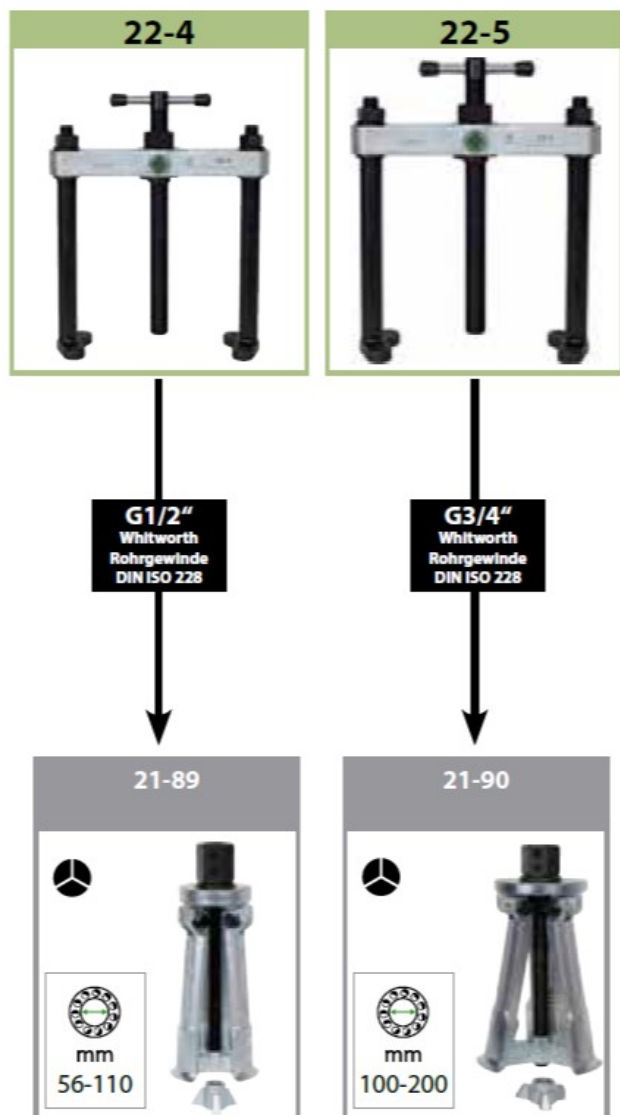 22-4
22-5
G1/2“
Whitworth
Rohrgewinde
DIN ISO 228
G3/4“
Whitworth
Rohrgewinde
DIN ISO 228
21-89
21-90
mm
56-110
mm
100-200